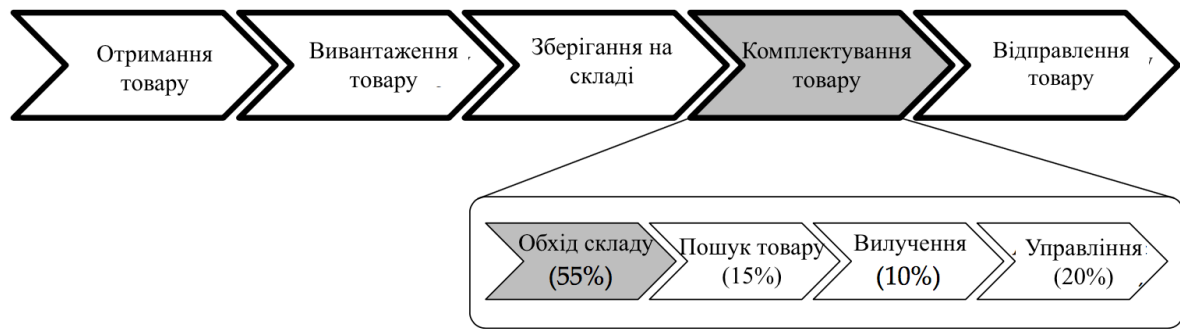 Отримання
товару
Вивантаження
товару
Зберігання на
складі
Комплектування
товару
Відправлення
товару
Обхід складу
(55%)
Пошук товару
(15%)
Вилучення
(10%)
Управління
(20%)